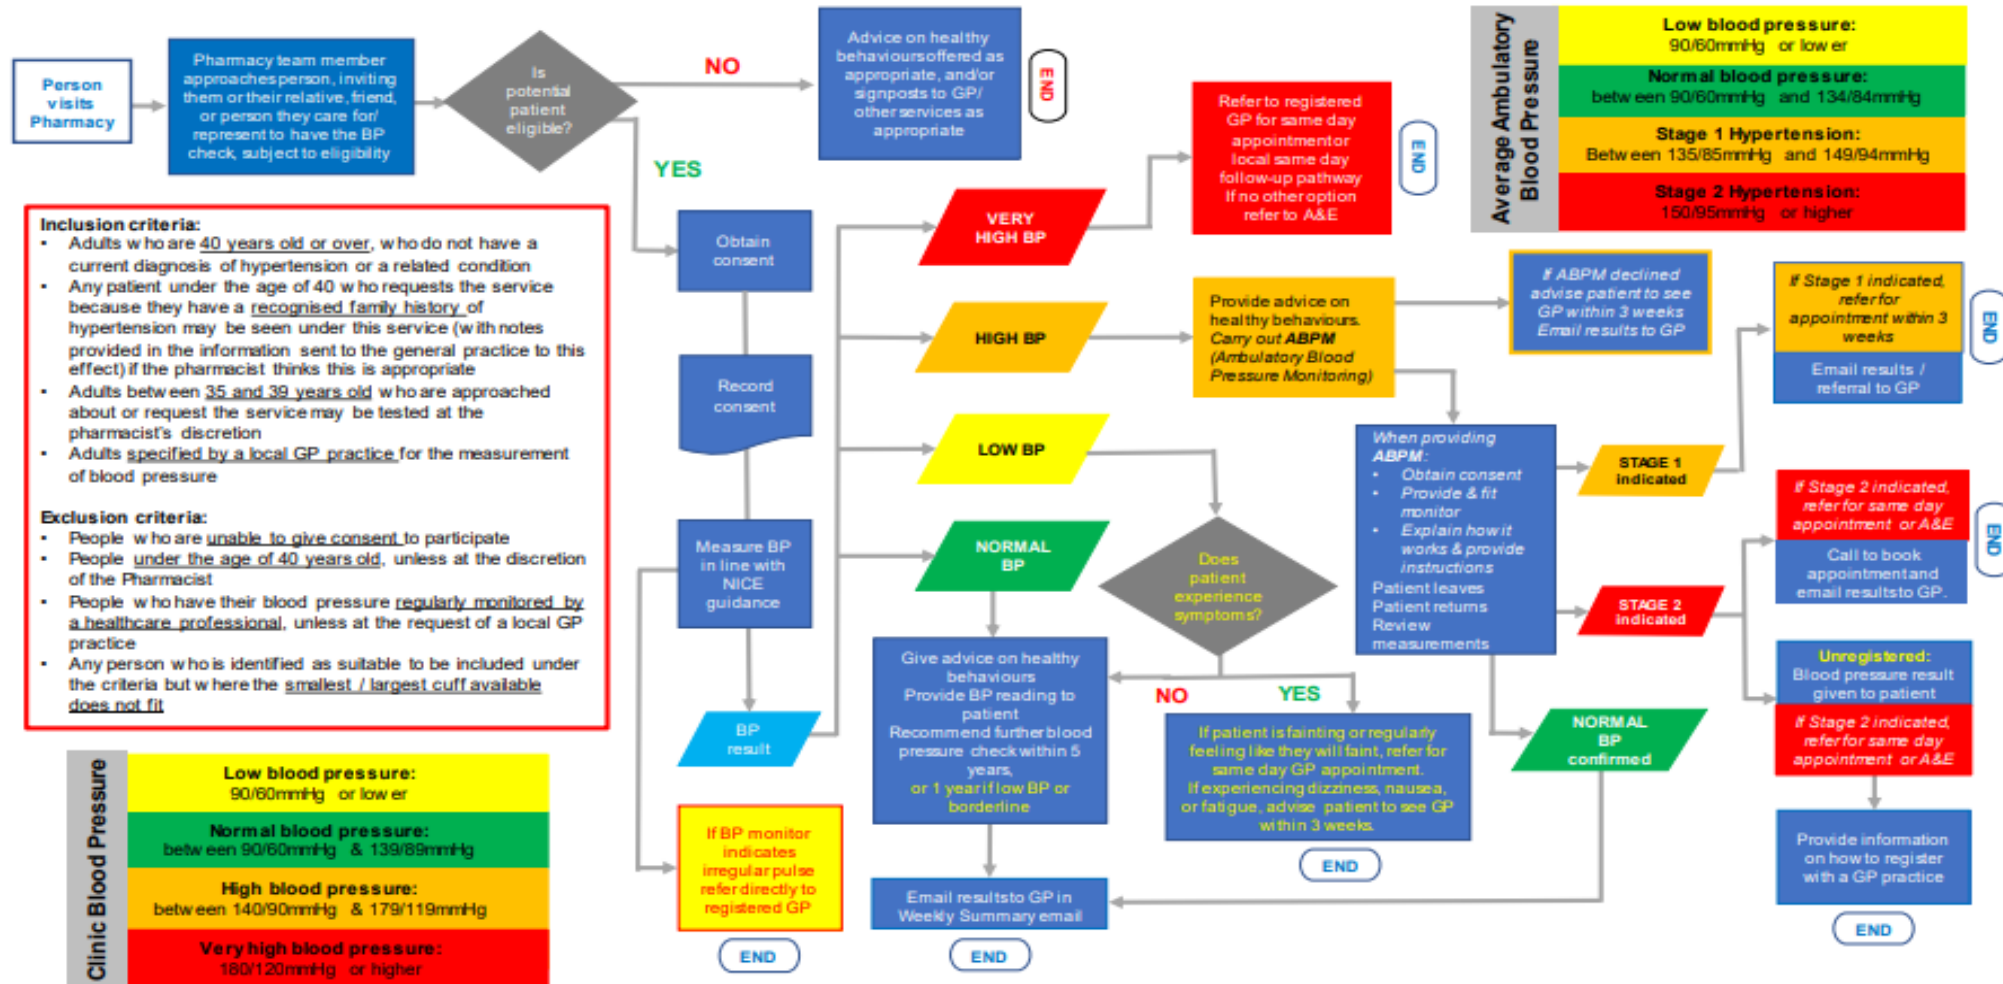 Person
visits
Pharmacy
Pharmacy team member
approaches person, inviting
them or their relative, friend,
or person they care for/
represent to have the BP
check, subject to eligibility
Is
potential
patient
eligible?
NO
YES
Advice on healthy
behavioursoffered as
appropriate, and/or
signposts to GP/
other services as
appropriate
END
Refer to registered
GP for same day
appointment or
local same day
follow-up pathway
If no other option
refer to A&E
END
Average Ambulatory
Blood Pressure
Low blood pressure:
90/60mmHg or lower
Normal blood pressure:
between 90/60mmHg and 134/84mmHg
Stage 1 Hypertension:
Between 135/85mmHg and 149/94mmHg
Stage 2 Hypertension:
150/95mmHg or higher
Inclusion criteria:
• Adults who are 40 years old or over, who do not have a
current diagnosis of hypertension or a related condition
• Any patient under the age of 40 who requests the service
because they have a recognised family history of
hypertension may be seen under this service (with notes
provided in the information sent to the general practice to this
effect) if the pharmacist thinks this is appropriate
• Adults between 35 and 39 years old who are approached
about or request the service may be tested at the
pharmacist's discretion
• Adults specified by a local GP practice for the measurement
of blood pressure
Exclusion criteria:
• People who are unable to give consent to participate
• People under the age of 40 years old, unless at the discretion
of the Pharmacist
• People who have their blood pressure regularly monitored by
a healthcare professional, unless at the request of a local GP
practice
• Any person who is identified as suitable to be included under
the criteria but where the smallest / largest cuff available
does not fit
Obtain
consent
Record
consent
Measure BP
in line with
NICE
guidance
BP
result
If BP monitor
indicates
irregular pulse
refer directly to
registered GP
END
VERY
HIGH BP
HIGH BP
LOW BP
NORMAL
BP
Provide advice on
healthy behaviours.
Carry out ABPM
(Ambulatory Blood
Pressure Monitoring)
If ABPM declined
advise patient to see
GP within 3 weeks
Email results to GP
If Stage 1 indicated,
refer for
appointment within 3
weeks
Email results /
referral to GP
END
When providing
ABPM:
• Obtain consent
• Provide & fit
monitor
• Explain how it
works & provide
instructions
Patient leaves
Patient returns
Review
measurements
STAGE 1
indicated
STAGE 2
indicated
If Stage 2 indicated,
refer for same day
appointment or A&E
Call to book
appointment and
email results to GP.
END
Unregistered:
Blood pressure result
given to patient
If Stage 2 indicated,
refer for same day
appointment or A&E
Provide information
on how to register
with a GP practice
END
Does
patient
experience
symptoms?
NO
YES
Give advice on healthy
behaviours
Provide BP reading to
patient
Recommend further blood
pressure check within 5
years,
or 1 year if low BP or
borderline
If patient is fainting or regularly
feeling like they will faint, refer for
same day GP appointment.
If experiencing dizziness, nausea,
or fatigue, advise patient to see GP
within 3 weeks.
END
NORMAL
BP
confirmed
Email results to GP in
Weekly Summary email
END
Clinic Blood Pressure
Low blood pressure:
90/60mmHg or lower
Normal blood pressure:
between 90/60mmHg & 139/89mmHg
High blood pressure:
between 140/90mmHg & 179/119mmHg
Very high blood pressure:
180/120mmHg or higher